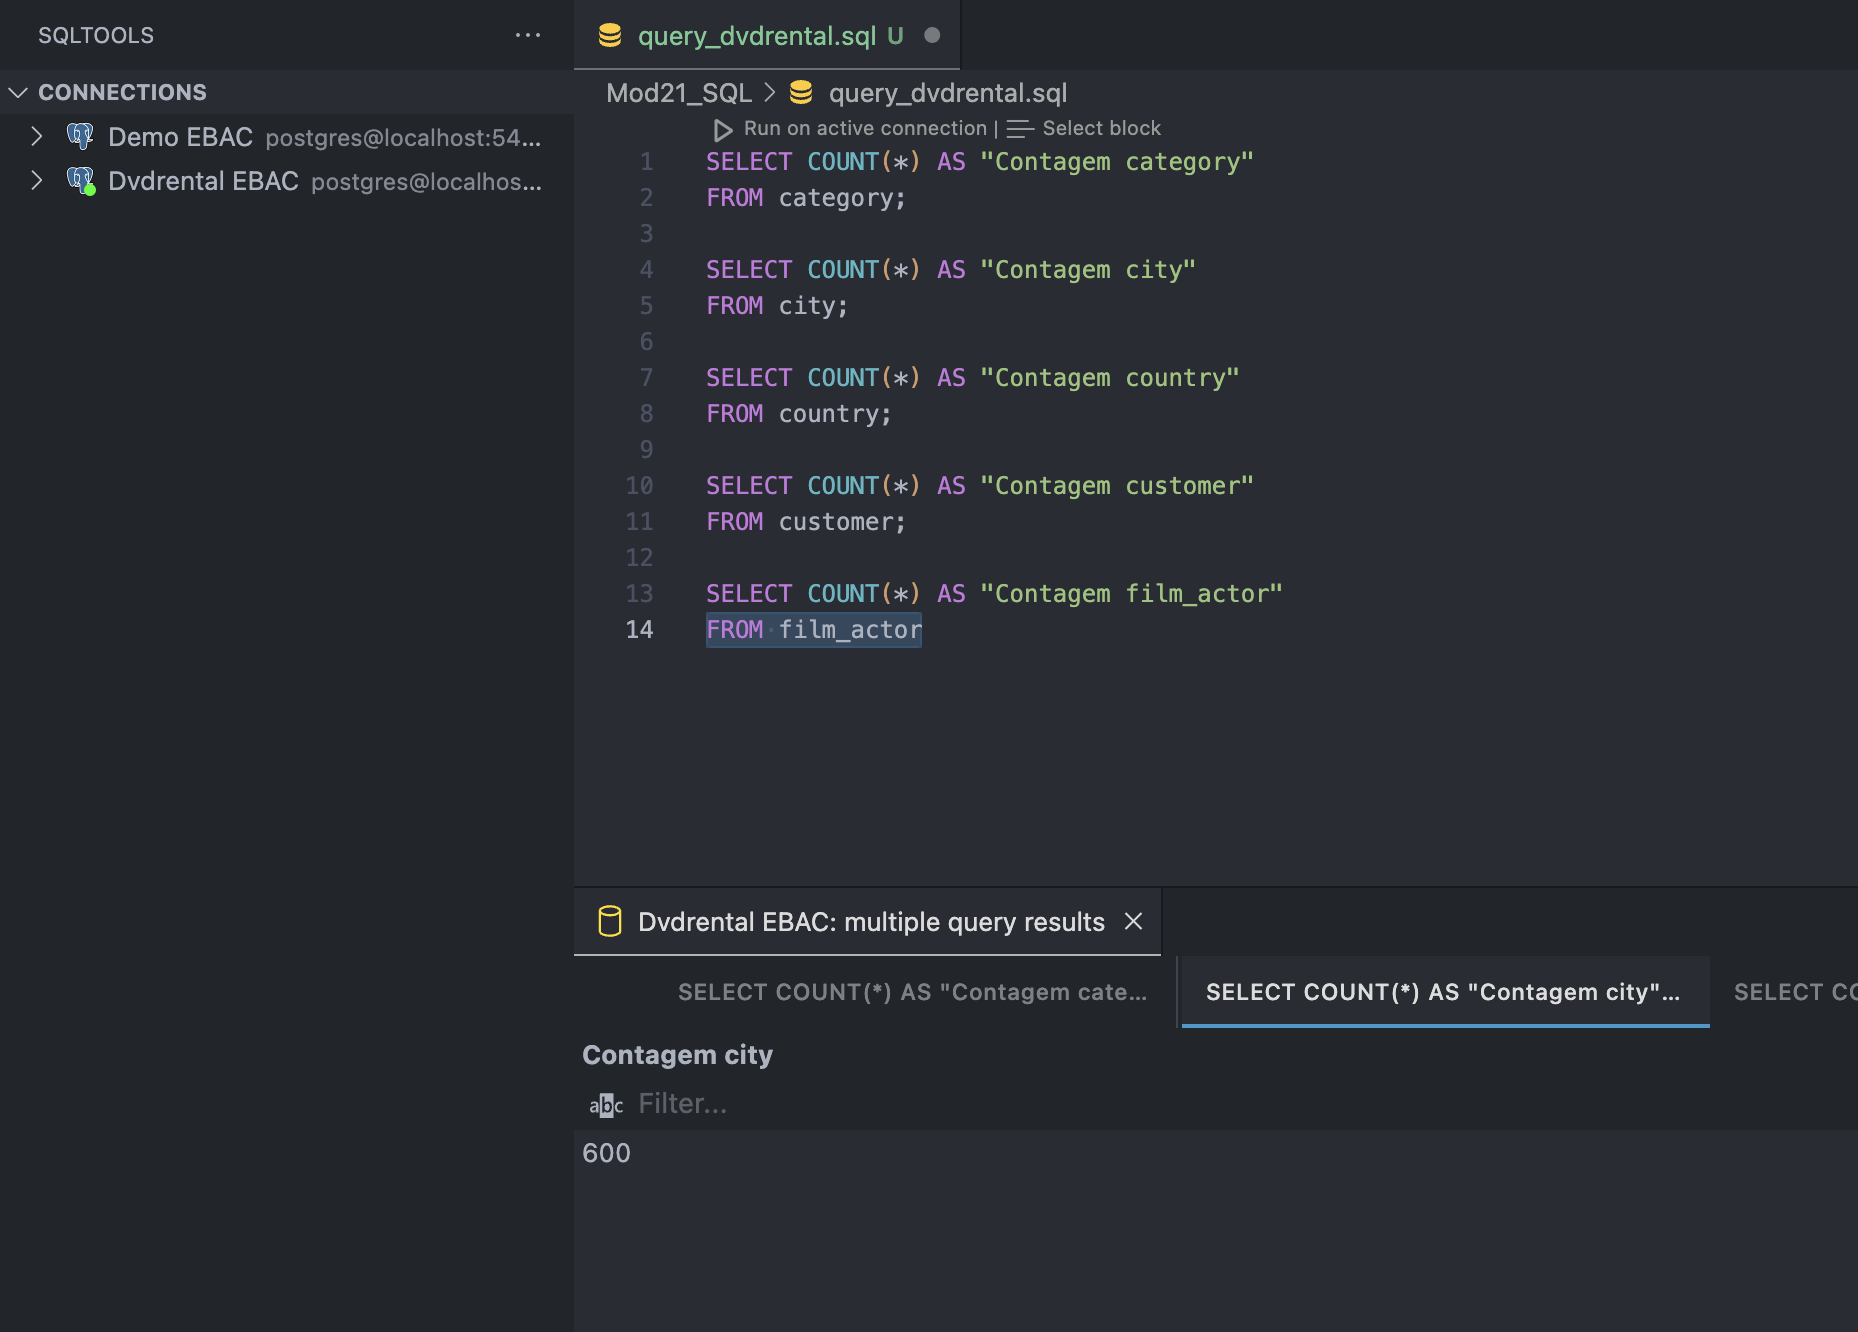 SQLTOOLS
CONNECTIONS
Demo EBAC postgres@localhost:54...
Dvdrental EBAC postgres@localhos...
query_dvdrental.sql U
Mod21_SQL > query_dvdrental.sql
Run on active connection | Select block
1 SELECT COUNT(*) AS "Contagem category"
2 FROM category;
3
4 SELECT COUNT(*) AS "Contagem city"
5 FROM city;
6
7 SELECT COUNT(*) AS "Contagem country"
8 FROM country;
9
10 SELECT COUNT(*) AS "Contagem customer"
11 FROM customer;
12
13 SELECT COUNT(*) AS "Contagem film_actor"
14 FROM film_actor
Dvdrental EBAC: multiple query results
SELECT COUNT(*) AS "Contagem cate... SELECT COUNT(*) AS "Contagem city"... SELECT CO
Contagem city
abc Filter...
600